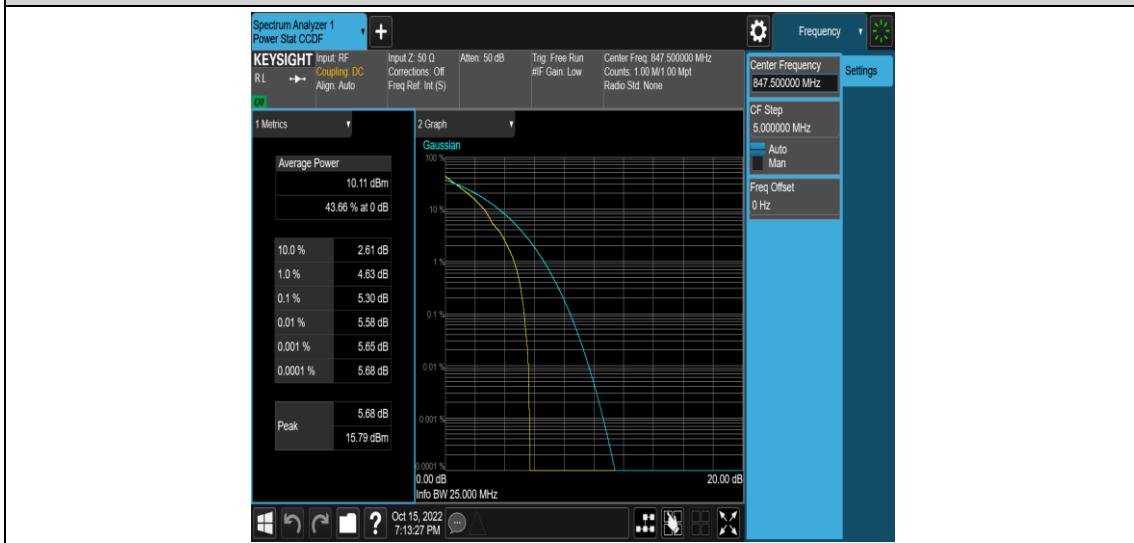 Spectrum Analyzer 1
Power Stat CCDF
+
Frequency
KEYSIGHT
RL
LXI
Input: RF
Coupling: DC
Align: Auto
Input Z: 50 Ω
Corrections: Off
Freq Ref: Int (S)
Atten: 50 dB
Trig: Free Run
#IF Gain: Low
Center Freq: 847.500000 MHz
Counts: 1.00 M/1.00 Mpt
Radio Std: None
Center Frequency
847.500000 MHz
Settings
CF Step
5.000000 MHz
Auto
Man
Freq Offset
0 Hz
1 Metrics
Average Power
10.11 dBm
43.66 % at 0 dB
10.0 % 2.61 dB
1.0 % 4.63 dB
0.1 % 5.30 dB
0.01 % 5.58 dB
0.001 % 5.65 dB
0.0001 % 5.68 dB
Peak
5.68 dB
15.79 dBm
2 Graph
Gaussian
100 %
10 %
1 %
0.1 %
0.01 %
0.001 %
0.0001 %
0.00 dB 20.00 dB
Info BW 25.000 MHz
?
Oct 15, 2022
7:13:27 PM